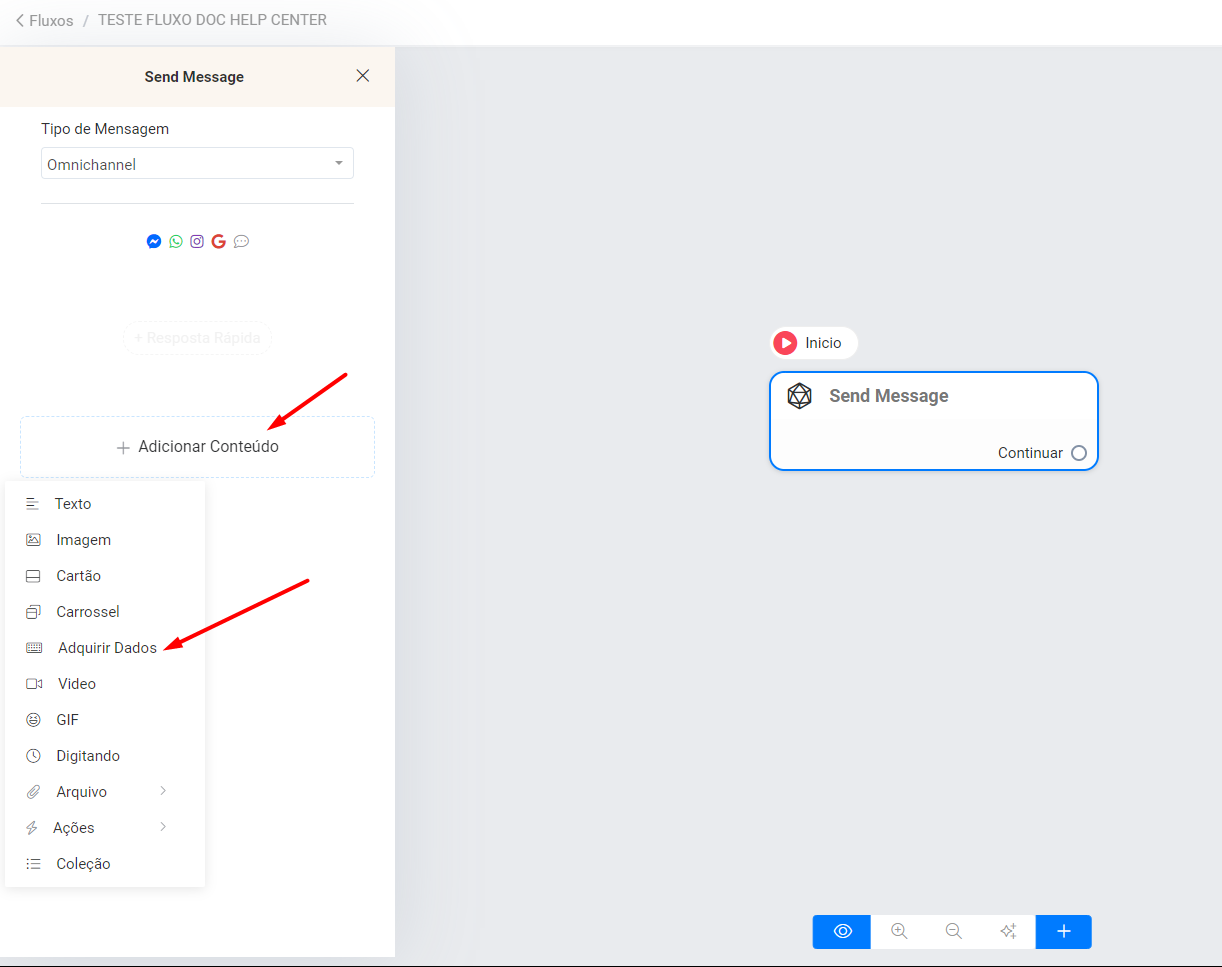 Fluxos / TESTE FLUXO DOC HELP CENTER
Send Message
Tipo de Mensagem
Omnichannel
+ Resposta Rápida
Adicionar Conteúdo
Texto
Imagem
Cartão
Carrossel
Adquirir Dados
Video
GIF
Digitando
Arquivo
Ações
Coleção
Inicio
Send Message
Continuar